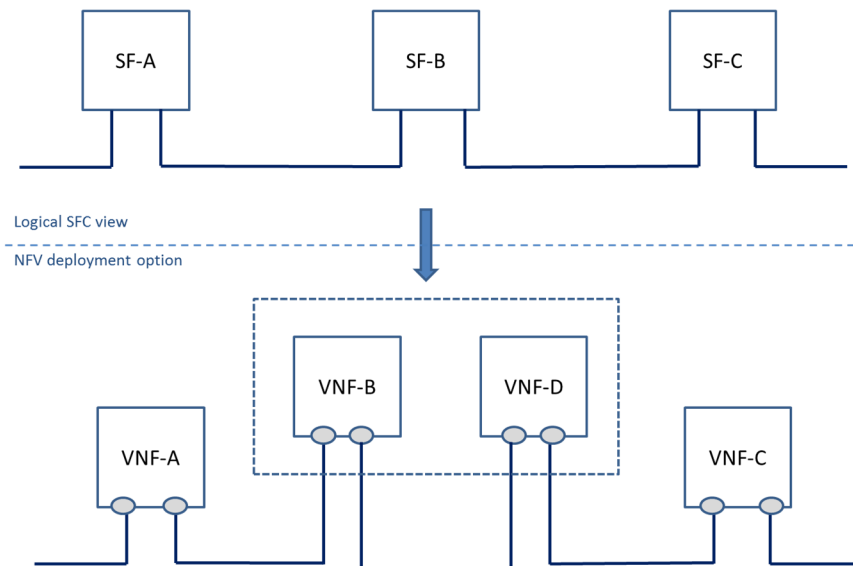 SF-A
SF-B
SF-C
Logical SFC view
NFV deployment option
VNF-B
VNF-D
VNF-A
VNF-C